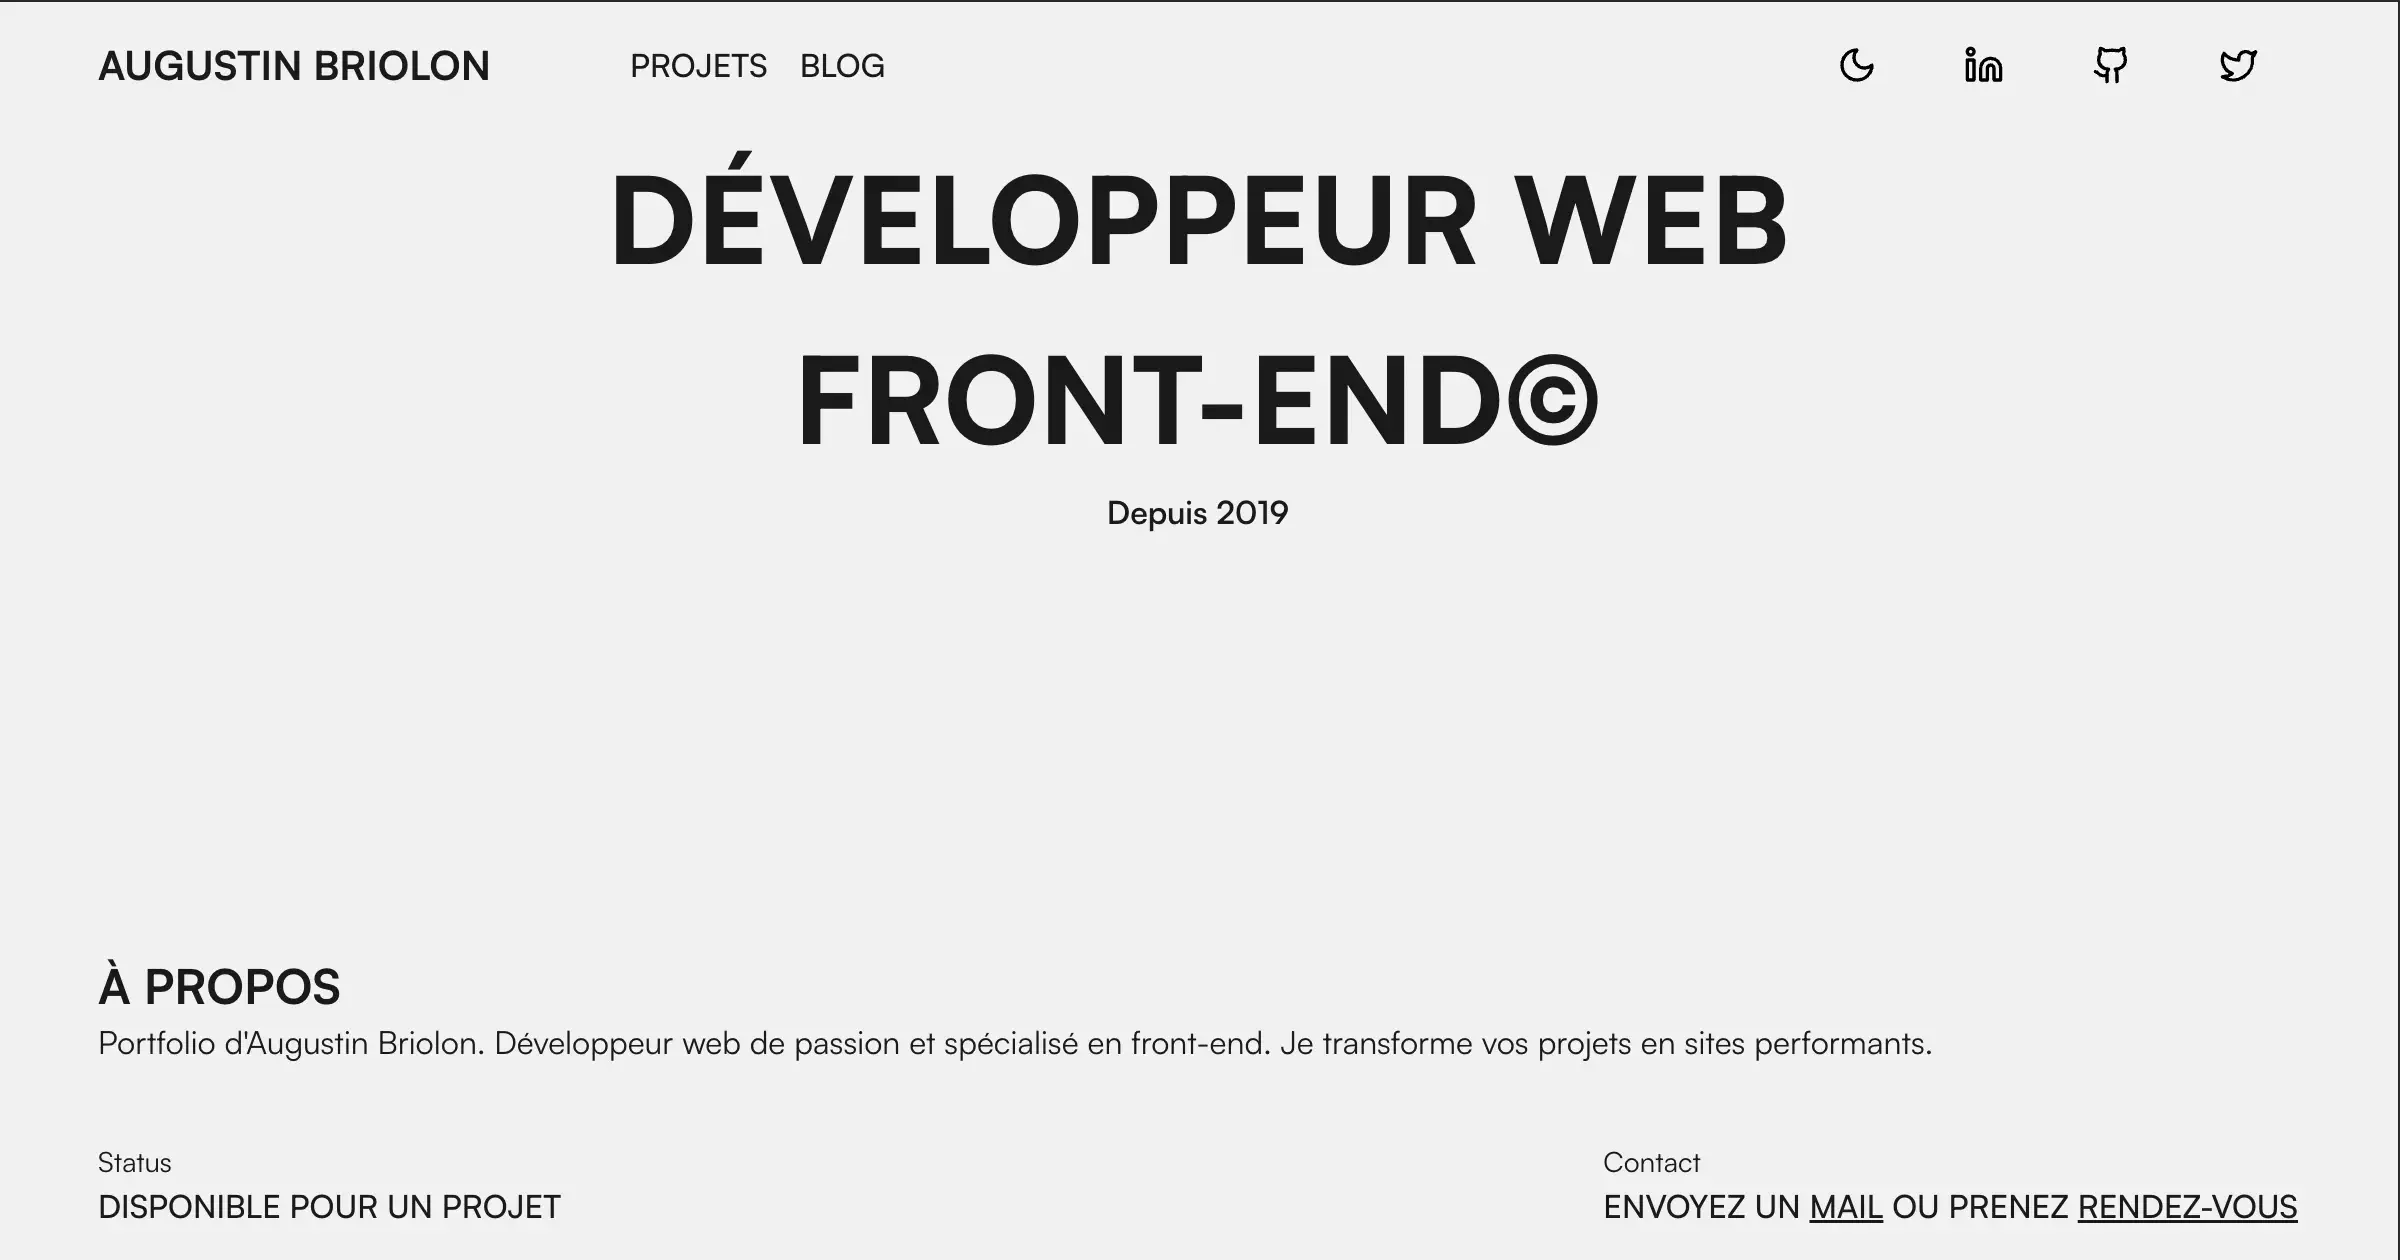 AUGUSTIN BRIOLON
PROJETS
BLOG
DÉVELOPPEUR WEB
FRONT-END©
Depuis 2019
À PROPOS
Portfolio d'Augustin Briolon. Développeur web de passion et spécialisé en front-end. Je transforme vos projets en sites performants.
Status
DISPONIBLE POUR UN PROJET
Contact
ENVOYEZ UN MAIL OU PRENEZ RENDEZ-VOUS